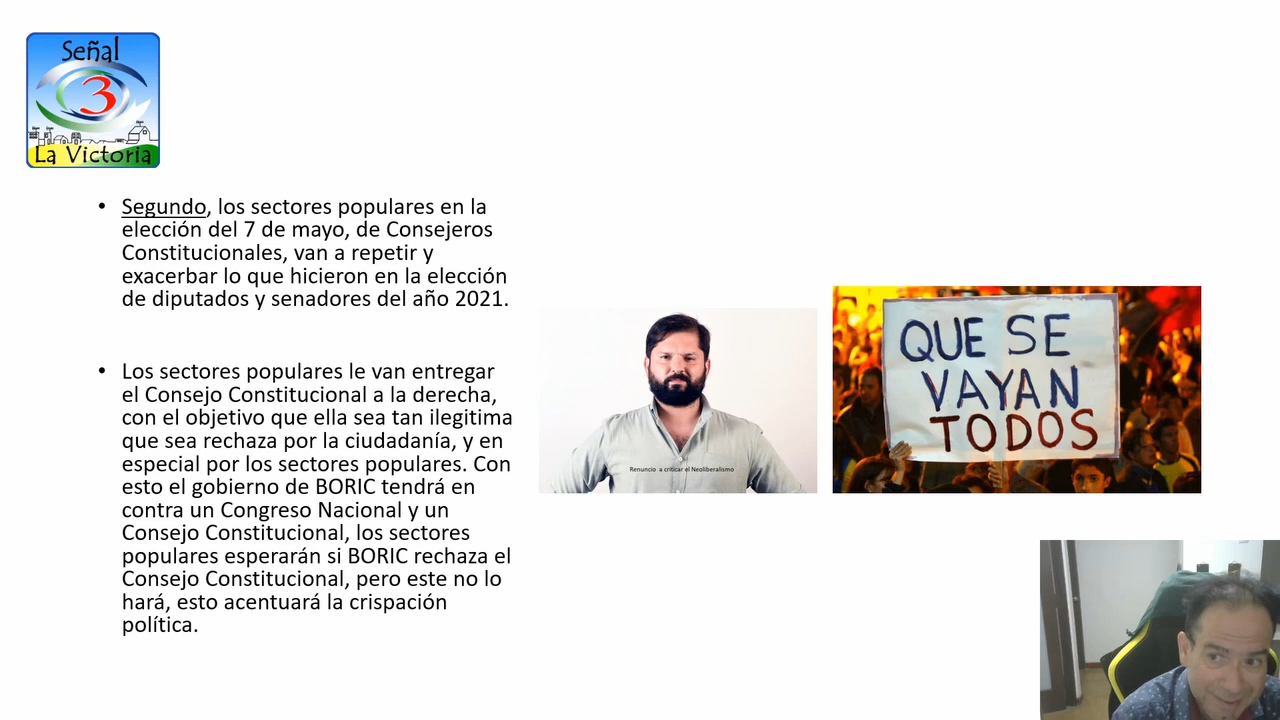 Señal
3
La Victoria
• Segundo, los sectores populares en la
elección del 7 de mayo, de Consejeros
Constitucionales, van a repetir y
exacerbar lo que hicieron en la elección
de diputados y senadores del año 2021.
• Los sectores populares le van entregar
el Consejo Constitucional a la derecha,
con el objetivo que ella sea tan ilegitima
que sea rechaza por la ciudadanía, y en
especial por los sectores populares. Con
esto el gobierno de BORIC tendrá en
contra un Congreso Nacional y un
Consejo Constitucional, los sectores
populares esperarán si BORIC rechaza el
Consejo Constitucional, pero este no lo
hará, esto acentuará la crispación
política.
Renuncio a criticar el Neoliberalismo
QUE SE
VAYAN
TODOS